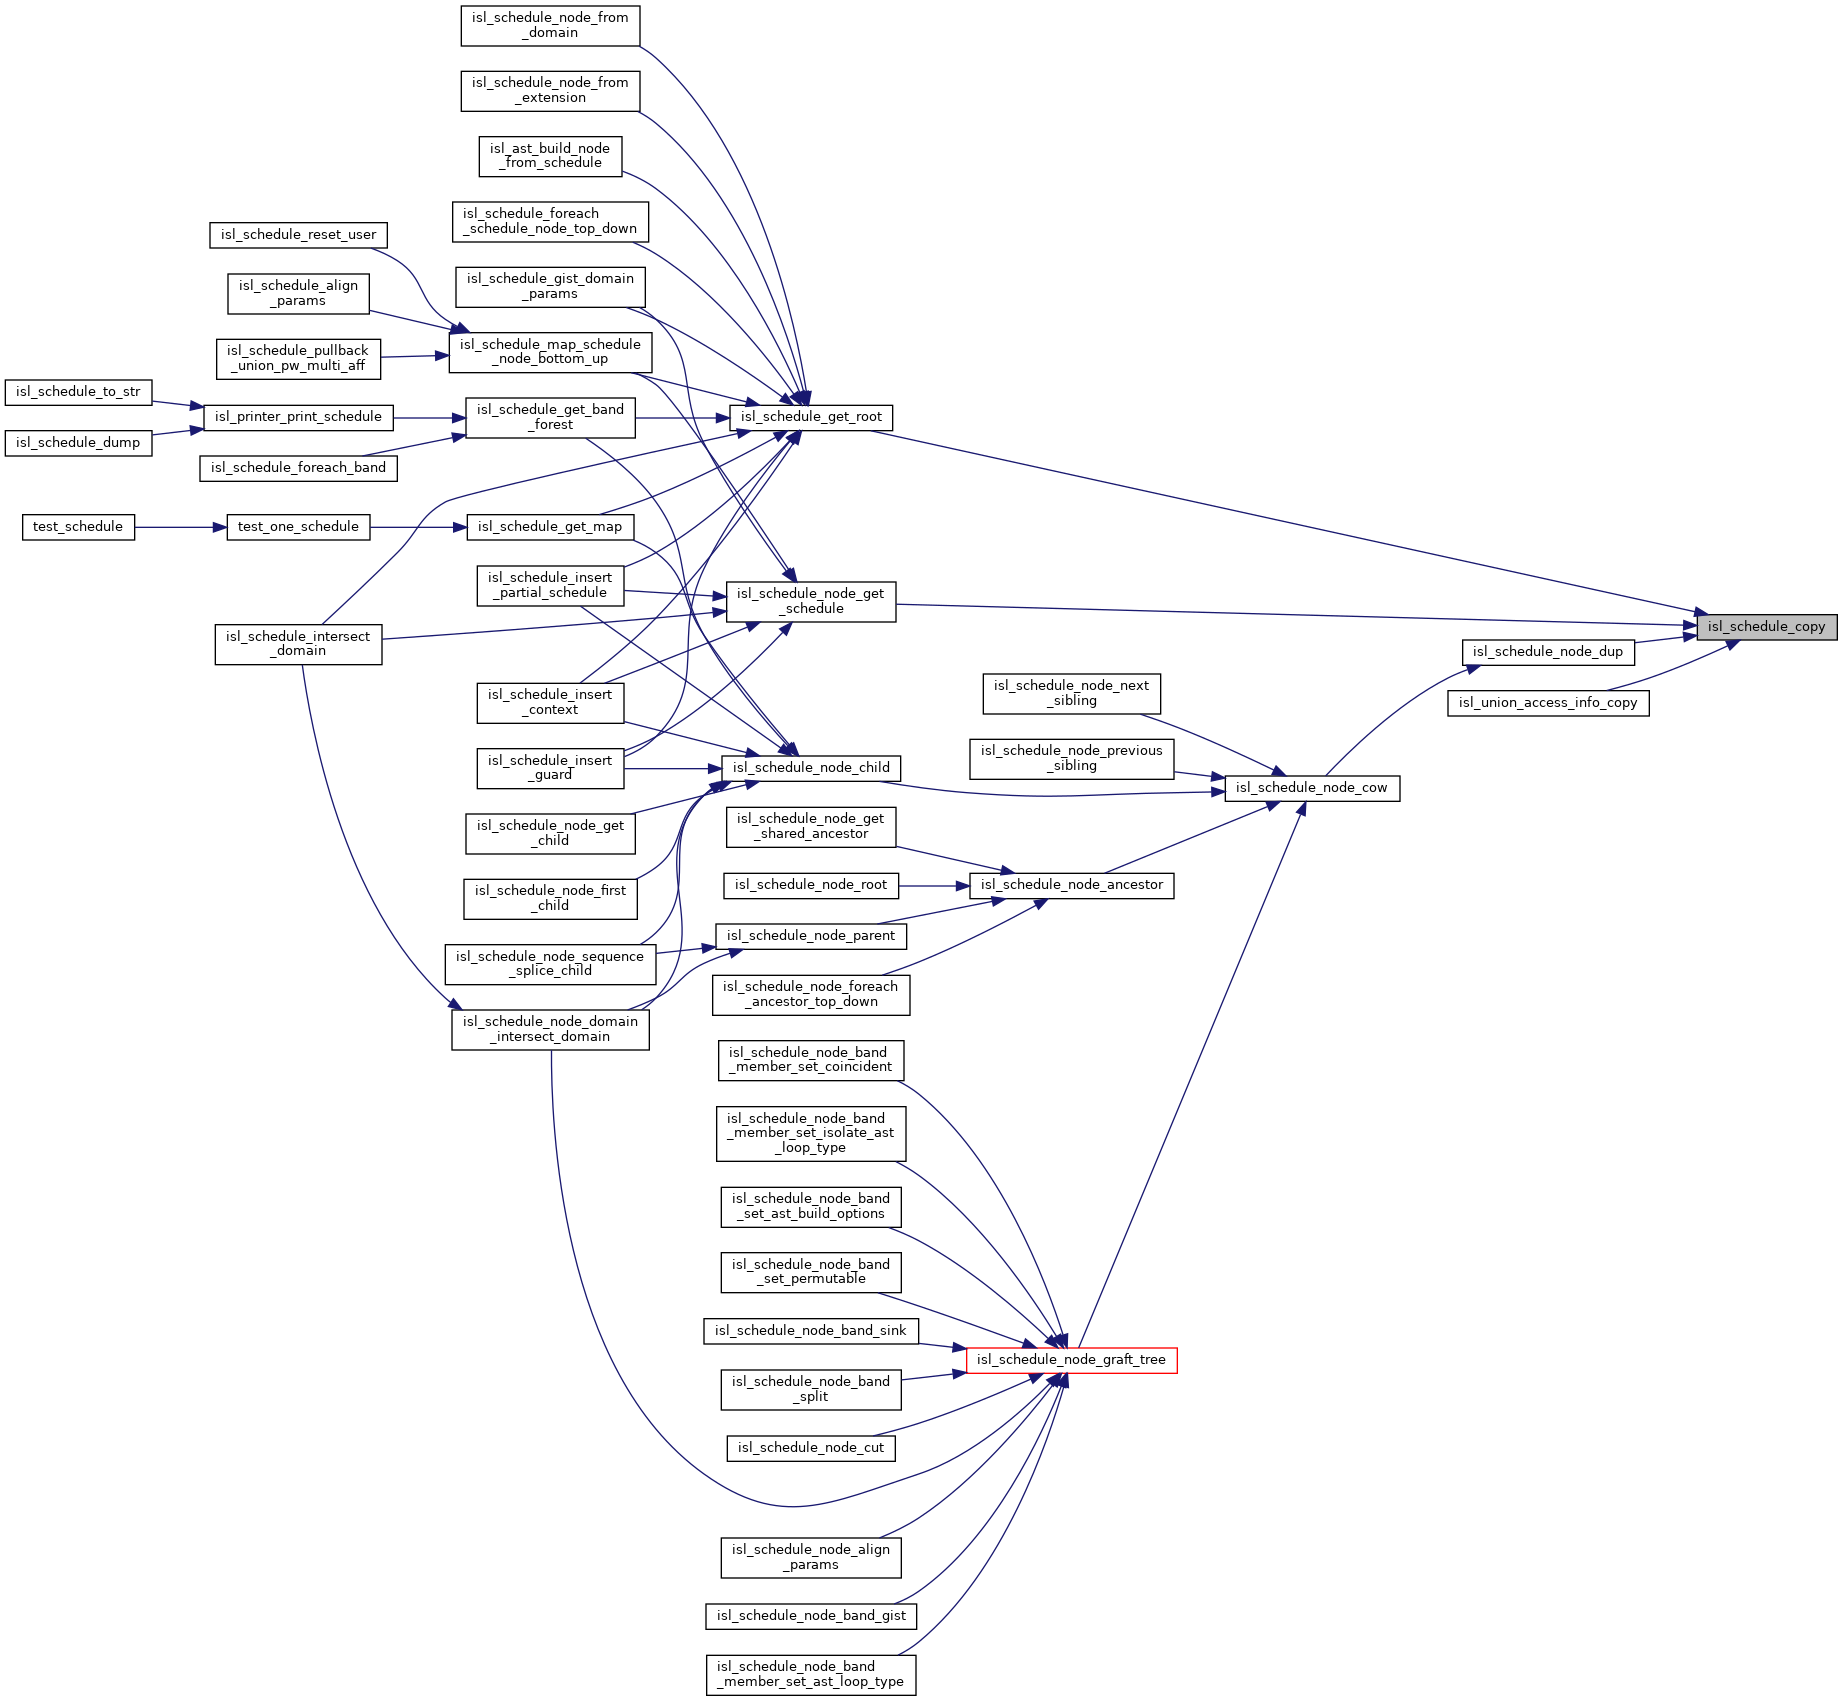 isl_schedule_node_from
_domain
isl_schedule_node_from
_extension
isl_ast_build_node
_from_schedule
isl_schedule_foreach
_schedule_node_top_down
isl_schedule_reset_user
isl_schedule_gist_domain
_params
isl_schedule_align
_params
isl_schedule_map_schedule
_node_bottom_up
isl_schedule_pullback
_union_pw_multi_aff
isl_schedule_to_str
isl_printer_print_schedule
isl_schedule_get_band
_forest
isl_schedule_get_root
isl_schedule_dump
isl_schedule_foreach_band
test_schedule
test_one_schedule
isl_schedule_get_map
isl_schedule_insert
_partial_schedule
isl_schedule_node_get
_schedule
isl_schedule_copy
isl_schedule_intersect
_domain
isl_schedule_node_dup
isl_union_access_info_copy
isl_schedule_insert
_context
isl_schedule_node_next
_sibling
isl_schedule_insert
_guard
isl_schedule_node_child
isl_schedule_node_previous
_sibling
isl_schedule_node_cow
isl_schedule_node_get
_child
isl_schedule_node_get
_shared_ancestor
isl_schedule_node_first
_child
isl_schedule_node_root
isl_schedule_node_ancestor
isl_schedule_node_parent
isl_schedule_node_sequence
_splice_child
isl_schedule_node_foreach
_ancestor_top_down
isl_schedule_node_domain
_intersect_domain
isl_schedule_node_band
_member_set_coincident
isl_schedule_node_band
_member_set_isolate_ast
_loop_type
isl_schedule_node_band
_set_ast_build_options
isl_schedule_node_band
_set_permutable
isl_schedule_node_band_sink
isl_schedule_node_graft_tree
isl_schedule_node_band
_split
isl_schedule_node_cut
isl_schedule_node_align
_params
isl_schedule_node_band_gist
isl_schedule_node_band
_member_set_ast_loop_type